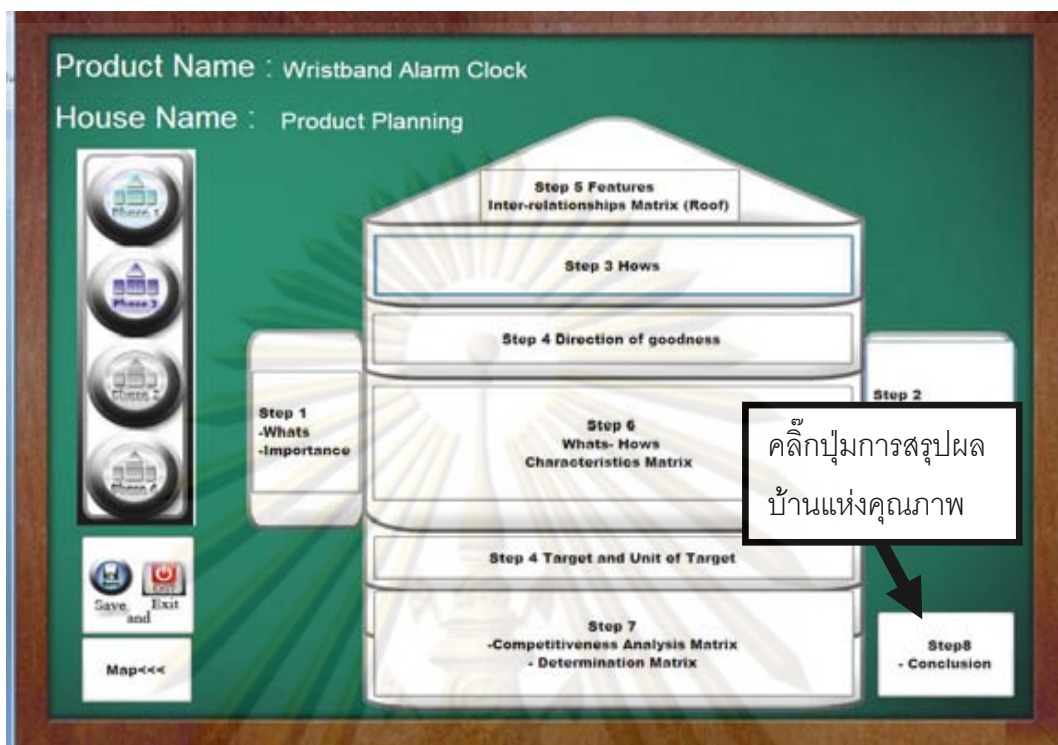 Product Name : Wristband Alarm Clock
House Name : Product Planning
Phase 1
Phase 2
Save
and
Exit
Map<<<
Step 5 Features
Inter-relationships Matrix (Roof)
Step 3 Hows
Step 4 Direction of goodness
Step 1
-Whats
-Importance
Step 6
Whats- Hows
Characteristics Matrix
Step 2
คลิ๊กปุ่มการสรุปผล
บ้านแห่งคุณภาพ
Step 4 Target and Unit of Target
Step 7
-Competitiveness Analysis Matrix
- Determination Matrix
Step8
- Conclusion